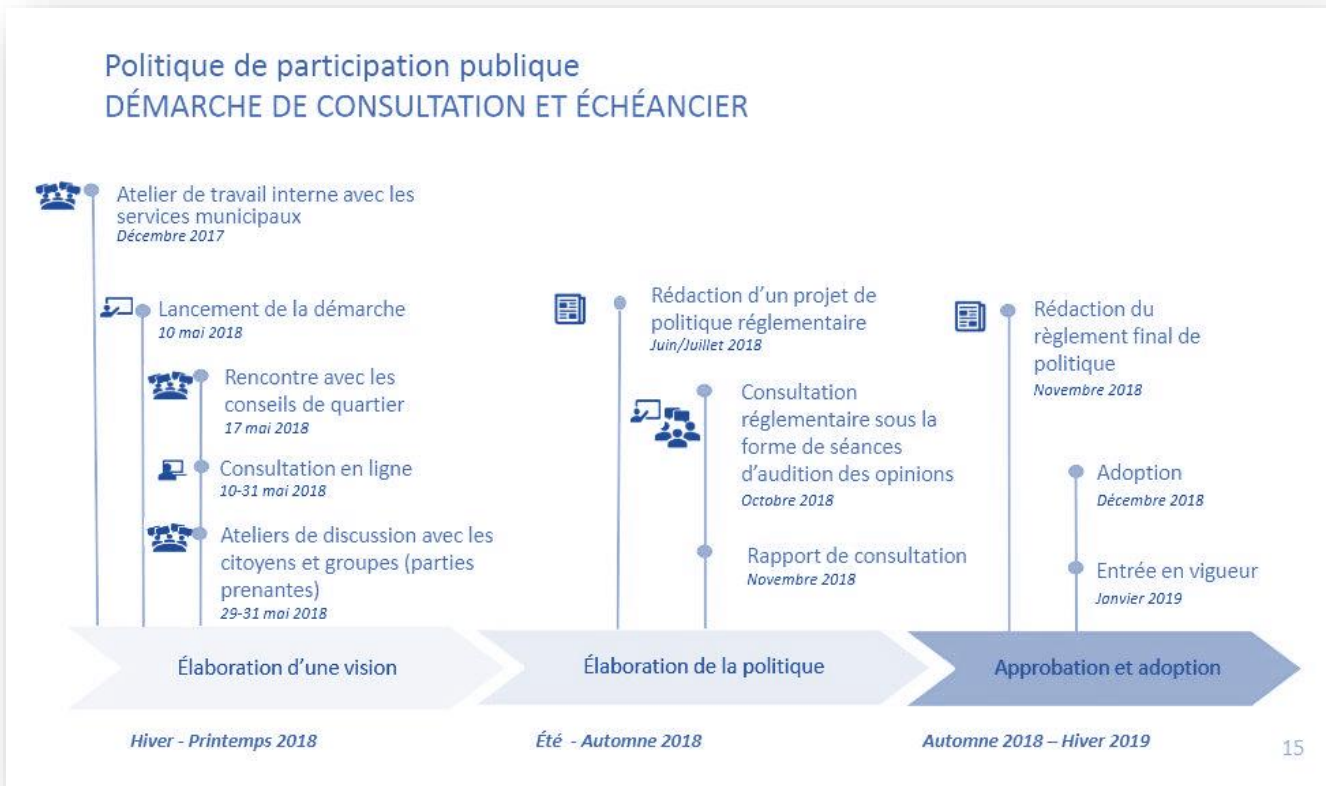 Politique de participation publique
DÉMARCHE DE CONSULTATION ET ÉCHÉANCIER
Atelier de travail interne avec les
services municipaux
Décembre 2017
Lancement de la démarche
10 mai 2018
Rencontre avec les
conseils de quartier
17 mai 2018
Consultation en ligne
10-31 mai 2018
Ateliers de discussion avec les
citoyens et groupes (parties
prenantes)
29-31 mai 2018
Rédaction d’un projet de
politique réglementaire
Juin/Juillet 2018
Consultation
réglementaire sous la
forme de séances
d’audition des opinions
Octobre 2018
Rapport de consultation
Novembre 2018
Rédaction du
règlement final de
politique
Novembre 2018
Adoption
Décembre 2018
Entrée en vigueur
Janvier 2019
Élaboration d’une vision
Élaboration de la politique
Approbation et adoption
Hiver - Printemps 2018
Été - Automne 2018
Automne 2018 – Hiver 2019
15